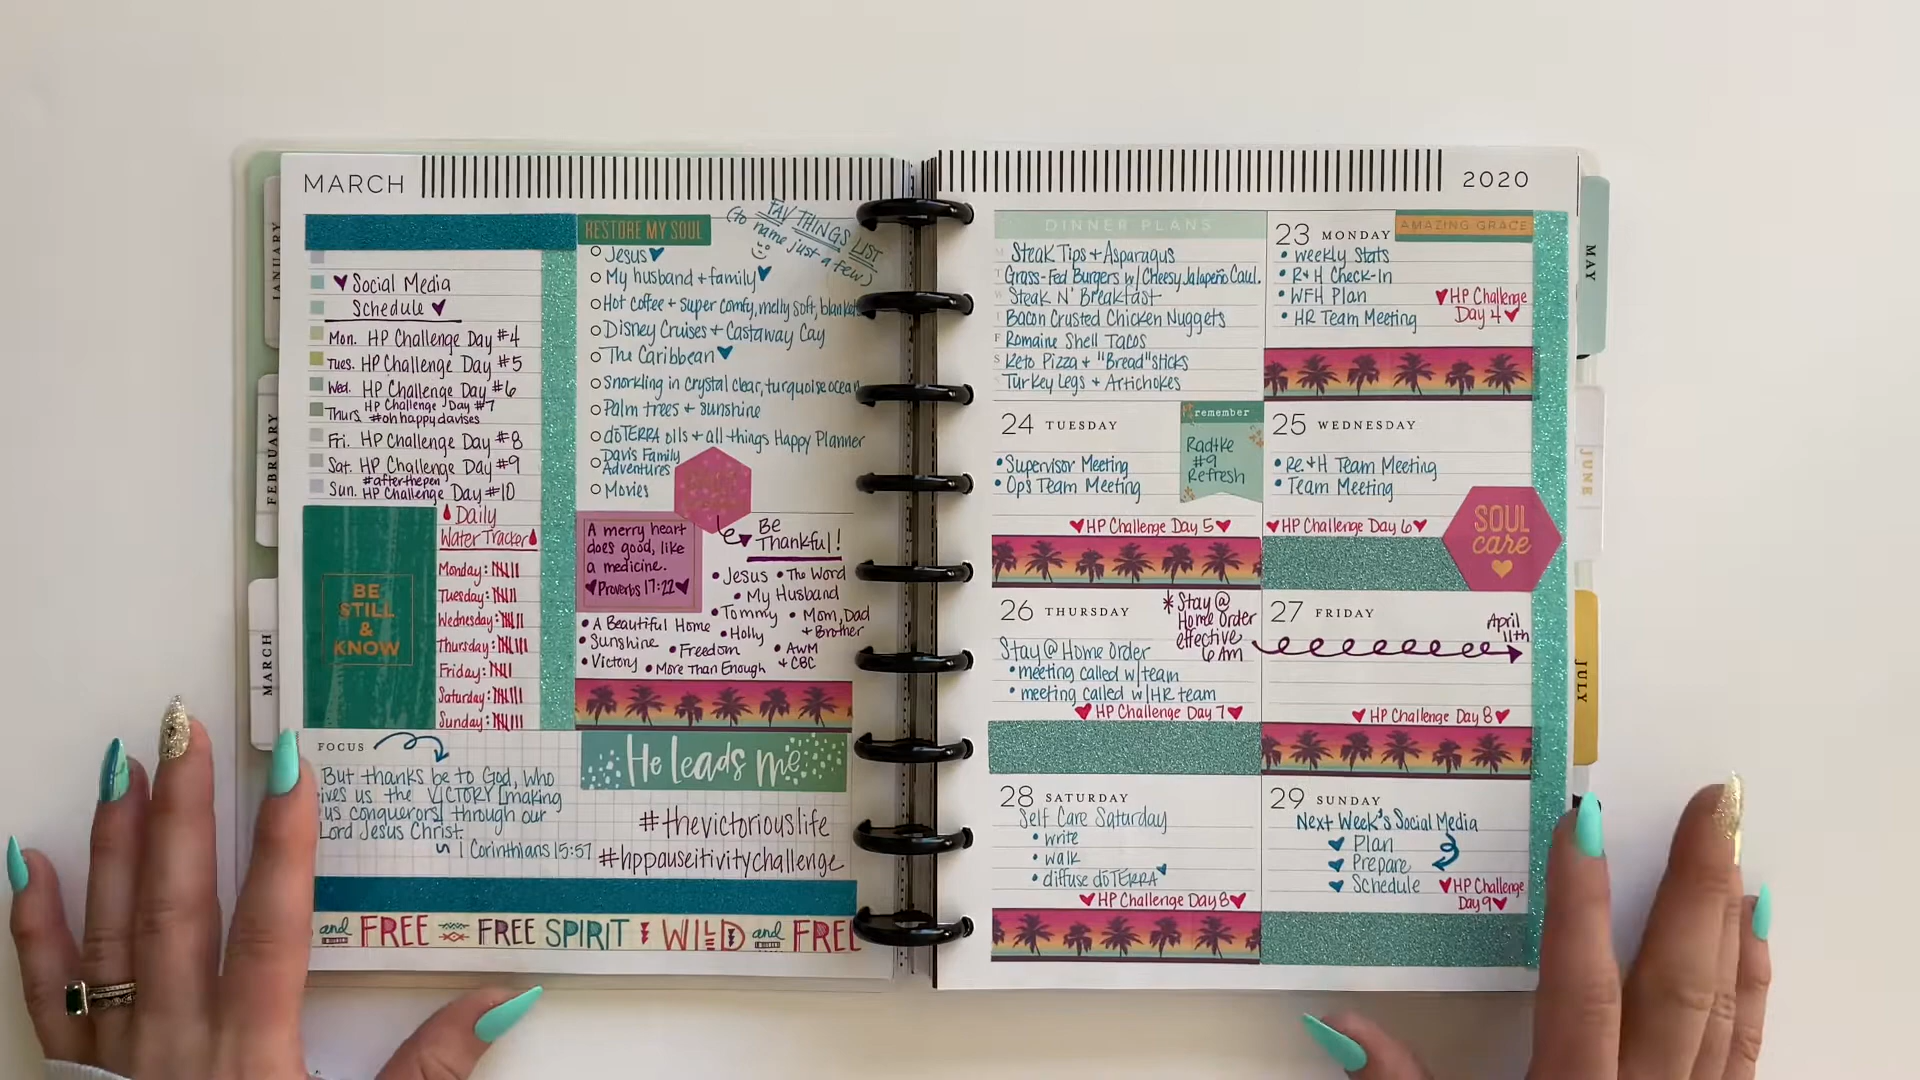 MARCH
RESTORE MY SOUL
FAV THINGS LIST
(to name just a few)
♥ Social Media
Schedule ♥
Mon. HP Challenge Day #4
Tues. HP Challenge Day #5
Wed. HP Challenge Day #6
Thurs. HP Challenge Day #7
#ohhappydavises
Fri. HP Challenge Day #8
Sat. HP Challenge Day #9
#afterthepen
Sun. HP Challenge Day #10
Jesus ♥
My husband + family ♥
Hot coffee + super comfy, melly soft, blankets
Disney Cruises + Castaway Cay
The Caribbean ♥
Snorkling in crystal clear, turquoise ocean
Palm trees + sunshine
dōTERRA oils + all things Happy Planner
Davis Family
Adventures
Movies
BE
STILL
&
KNOW
Daily
Water Tracker
Monday:
Tuesday:
Wednesday:
Thursday:
Friday:
Saturday:
Sunday:
A merry heart
does good, like
a medicine.
♥Proverbs 17:22♥
Be
Thankful!
• Jesus • The Word
• My Husband
• Tommy • Mom, Dad
+ Brother
• A Beautiful Home
• Holly
• Sunshine • Freedom • AWM
+ CBC
• Victory • More Than Enough
FOCUS
But thanks be to God, who
gives us the VICTORY [making
us conquerors] through our
Lord Jesus Christ.
1 Corinthians 15:57
He leads me
#thevictoriouslife
#hppauseitivitychallenge
and FREE FREE SPIRIT WILD and FREE
JANUARY
FEBRUARY
MARCH
2020
DINNER PLANS
Steak Tips + Asparagus
Grass-Fed Burgers w/ Cheesy Jalapeño Caul.
Steak N' Breakfast
Bacon Crusted Chicken Nuggets
Romaine Shell Tacos
Keto Pizza + "Bread"sticks
Turkey Legs + Artichokes
23 MONDAY
AMAZING GRACE
• Weekly Stats
• R+H Check-In
• WFH Plan
• HR Team Meeting
♥HP Challenge
Day 4♥
24 TUESDAY
• Supervisor Meeting
• Ops Team Meeting
remember
Radtke
#9
Refresh
♥HP Challenge Day 5♥
25 WEDNESDAY
• Re.+H Team Meeting
• Team Meeting
♥HP Challenge Day 6♥
SOUL
care
26 THURSDAY
*Stay @
Home Order
effective
6 AM
Stay @ Home Order
• meeting called w/team
• meeting called w/HR team
♥HP Challenge Day 7♥
27 FRIDAY
April
11th
♥HP Challenge Day 8♥
28 SATURDAY
Self Care Saturday
• write
• walk
• diffuse dōTERRA♥
♥HP Challenge Day 8♥
29 SUNDAY
Next Week's Social Media
♥ Plan
♥ Prepare
♥ Schedule
♥HP Challenge
Day 9♥
MAY
JUNE
JULY